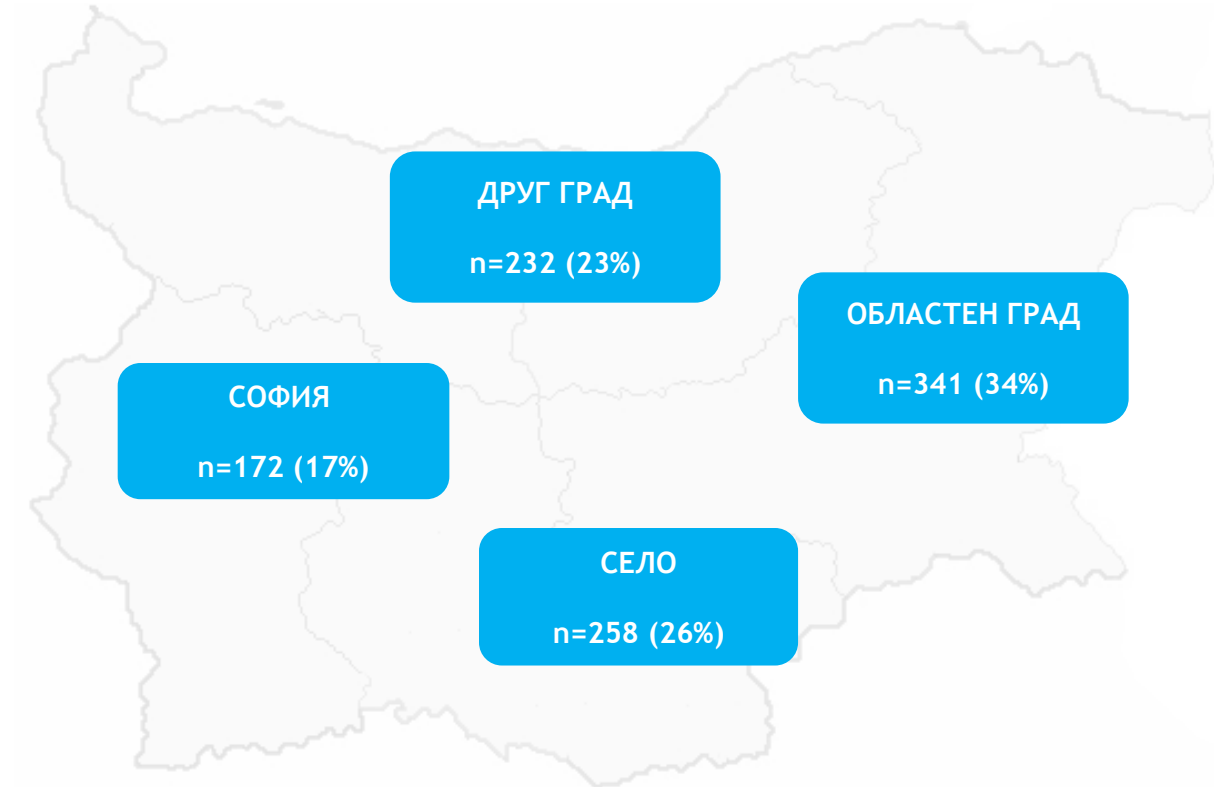 ДРУГ ГРАД
n=232 (23%)
ОБЛАСТЕН ГРАД
n=341 (34%)
СОФИЯ
n=172 (17%)
СЕЛО
n=258 (26%)